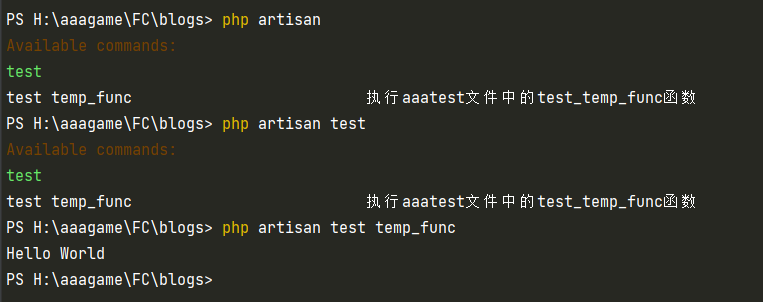 PS H:\aaagame\FC\blogs> php artisan
Available commands:
test
test temp_func                          执行aaatest文件中的test_temp_func函数
PS H:\aaagame\FC\blogs> php artisan test
Available commands:
test
test temp_func                          执行aaatest文件中的test_temp_func函数
PS H:\aaagame\FC\blogs> php artisan test temp_func
Hello World
PS H:\aaagame\FC\blogs>